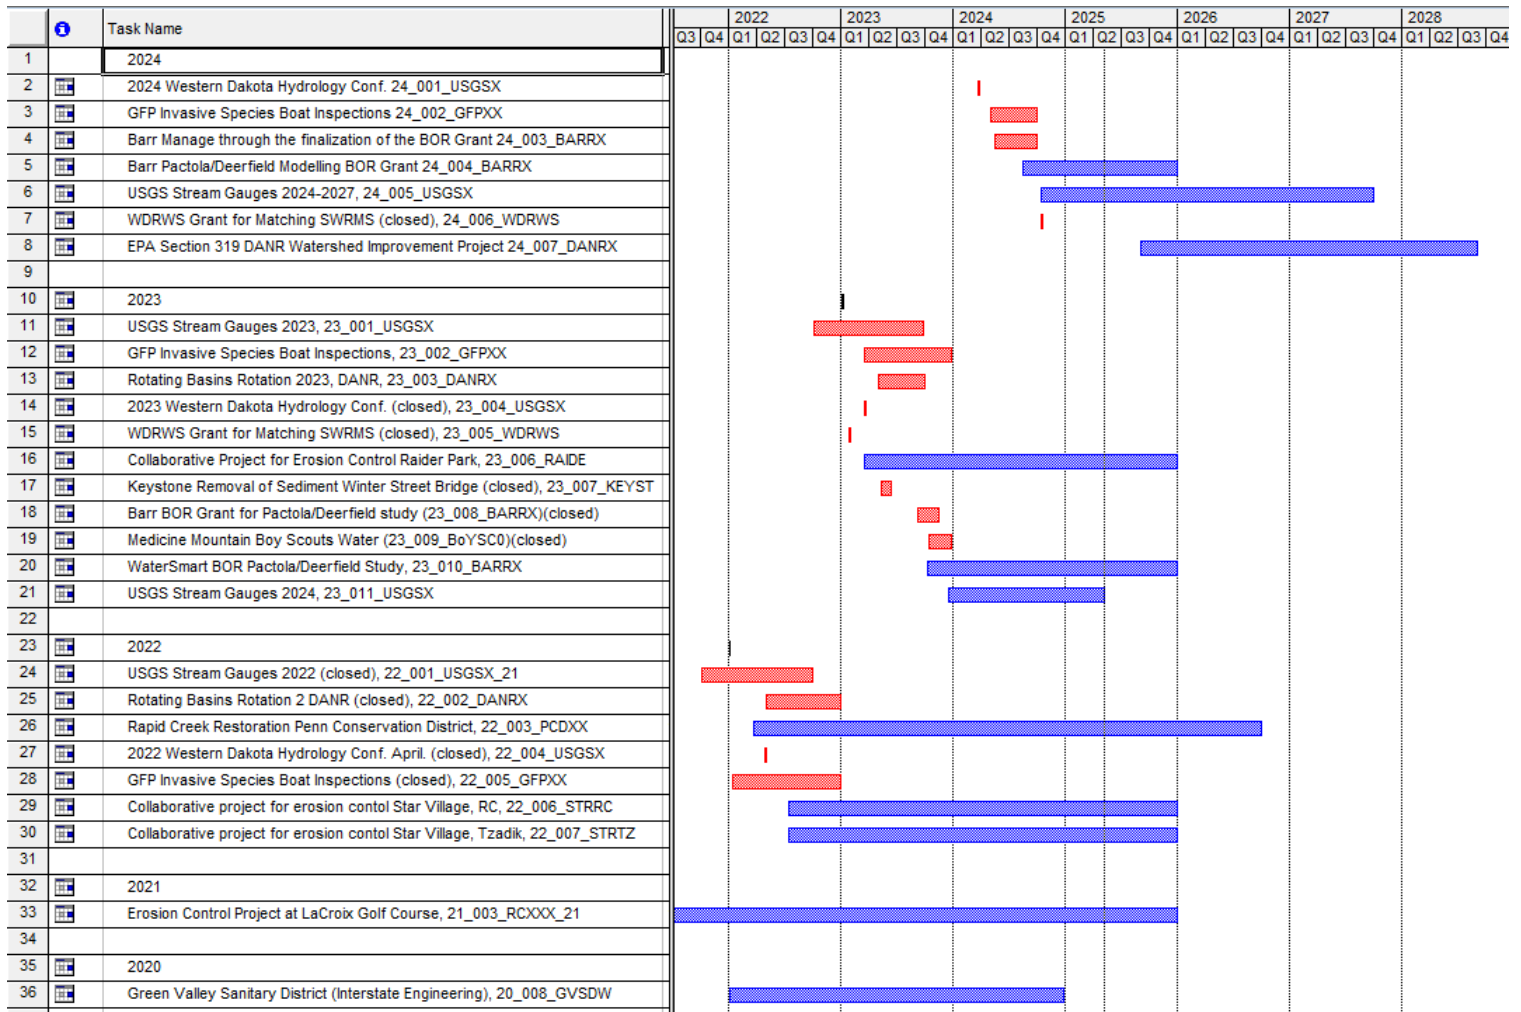 2022 2023 2024 2025 2026 2027 2028
Task Name
Q3 Q4 Q1 Q2 Q3 Q4 Q1 Q2 Q3 Q4 Q1 Q2 Q3 Q4 Q1 Q2 Q3 Q4 Q1 Q2 Q3 Q4 Q1 Q2 Q3 Q4 Q1 Q2 Q3 Q4
1 2024
2 2024 Western Dakota Hydrology Conf. 24_001_USGSX
3 GFP Invasive Species Boat Inspections 24_002_GFPXX
4 Barr Manage through the finalization of the BOR Grant 24_003_BARRX
5 Barr Pactola/Deerfield Modelling BOR Grant 24_004_BARRX
6 USGS Stream Gauges 2024-2027, 24_005_USGSX
7 WDRWS Grant for Matching SWRMS (closed), 24_006_WDRWS
8 EPA Section 319 DANR Watershed Improvement Project 24_007_DANRX
9
10 2023
11 USGS Stream Gauges 2023, 23_001_USGSX
12 GFP Invasive Species Boat Inspections, 23_002_GFPXX
13 Rotating Basins Rotation 2023, DANR, 23_003_DANRX
14 2023 Western Dakota Hydrology Conf. (closed), 23_004_USGSX
15 WDRWS Grant for Matching SWRMS (closed), 23_005_WDRWS
16 Collaborative Project for Erosion Control Raider Park, 23_006_RAIDE
17 Keystone Removal of Sediment Winter Street Bridge (closed), 23_007_KEYST
18 Barr BOR Grant for Pactola/Deerfield study (23_008_BARRX)(closed)
19 Medicine Mountain Boy Scouts Water (23_009_BoYSC0)(closed)
20 WaterSmart BOR Pactola/Deerfield Study, 23_010_BARRX
21 USGS Stream Gauges 2024, 23_011_USGSX
22
23 2022
24 USGS Stream Gauges 2022 (closed), 22_001_USGSX_21
25 Rotating Basins Rotation 2 DANR (closed), 22_002_DANRX
26 Rapid Creek Restoration Penn Conservation District, 22_003_PCDXX
27 2022 Western Dakota Hydrology Conf. April. (closed), 22_004_USGSX
28 GFP Invasive Species Boat Inspections (closed), 22_005_GFPXX
29 Collaborative project for erosion contol Star Village, RC, 22_006_STRRC
30 Collaborative project for erosion contol Star Village, Tzadik, 22_007_STRTZ
31
32 2021
33 Erosion Control Project at LaCroix Golf Course, 21_003_RCXXX_21
34
35 2020
36 Green Valley Sanitary District (Interstate Engineering), 20_008_GVSDW